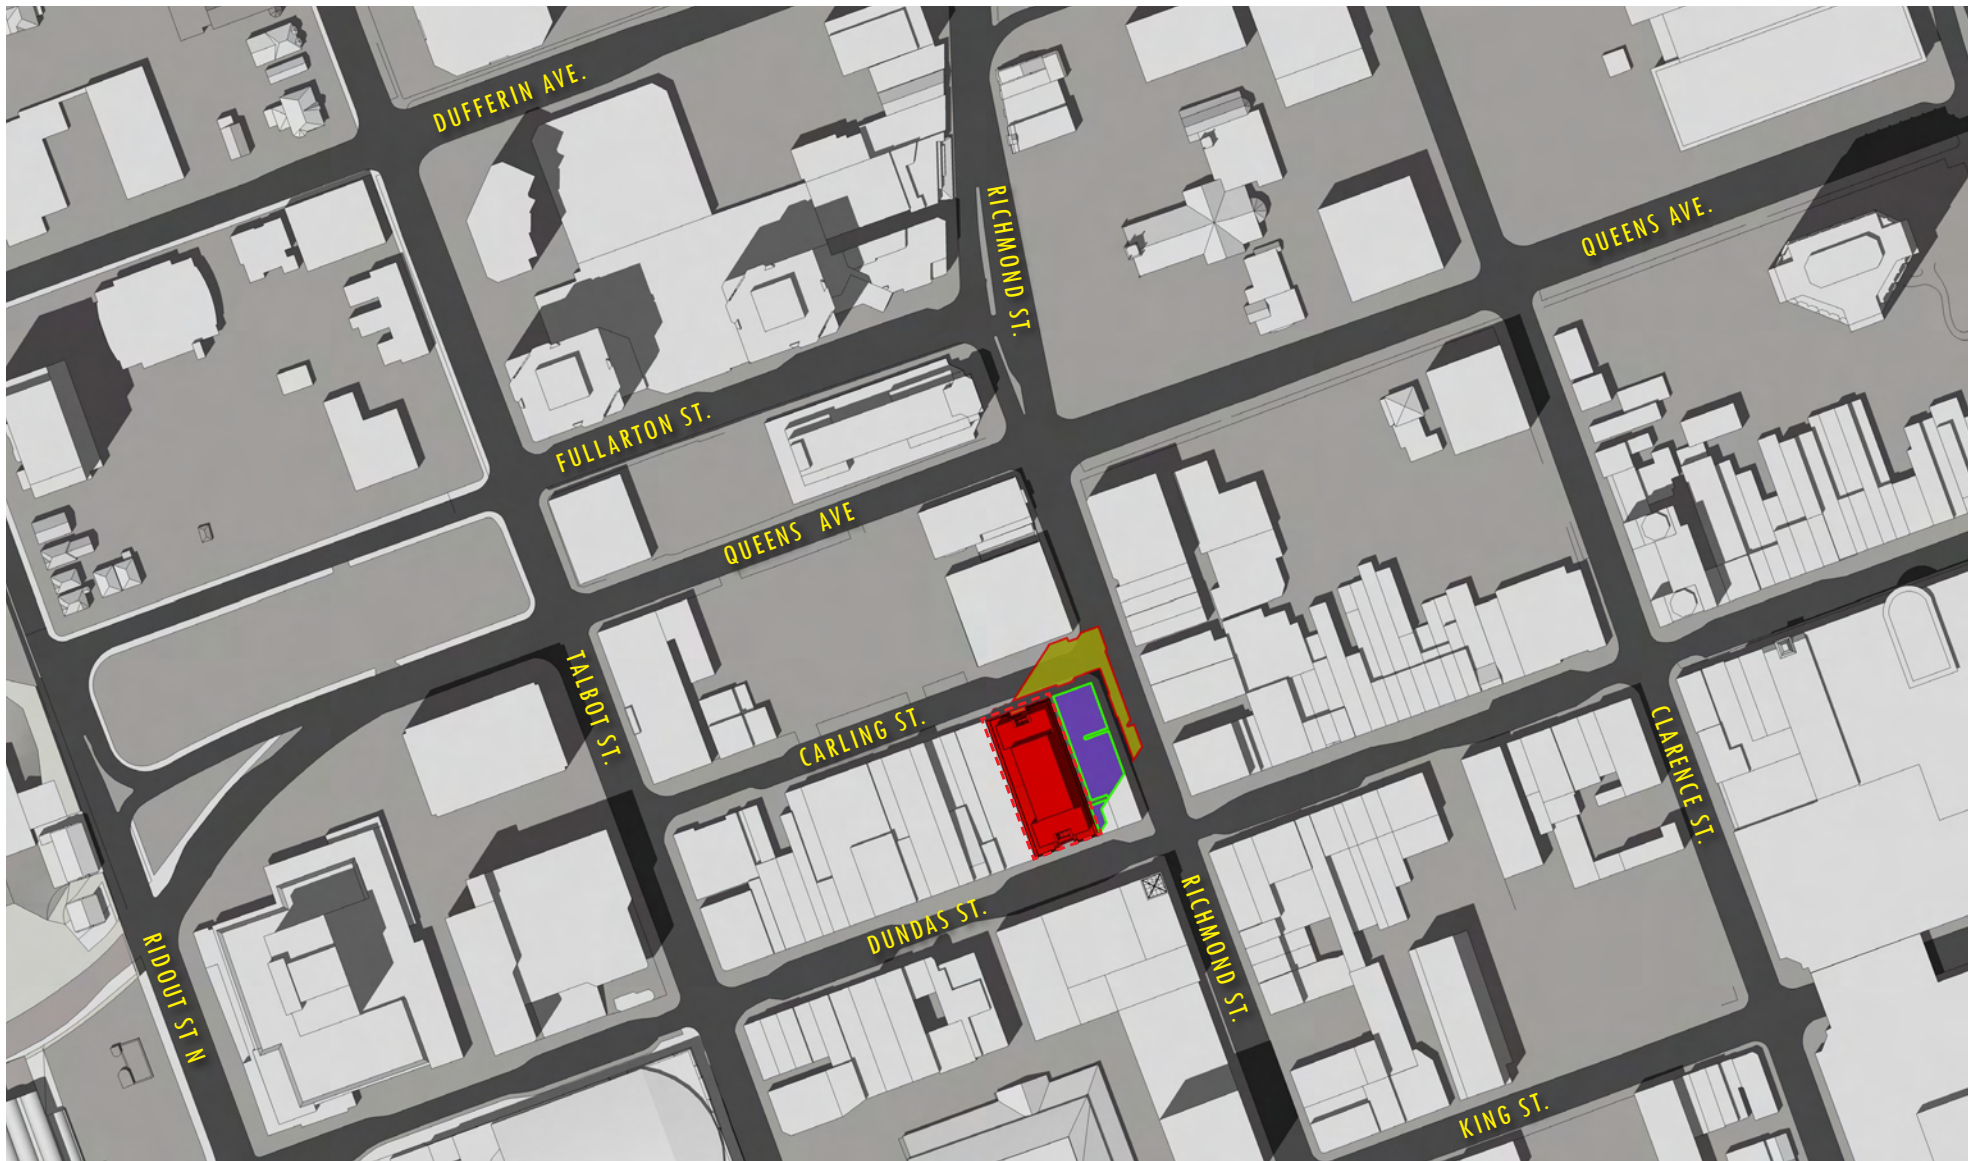 DUFFERIN AVE.
RICHMOND ST.
QUEENS AVE.
FULLARTON ST.
QUEENS AVE
TALBOT ST.
CARLING ST.
CLARENCE ST.
DUNDAS ST.
RICHMOND ST.
RIDOUT ST N
KING ST.